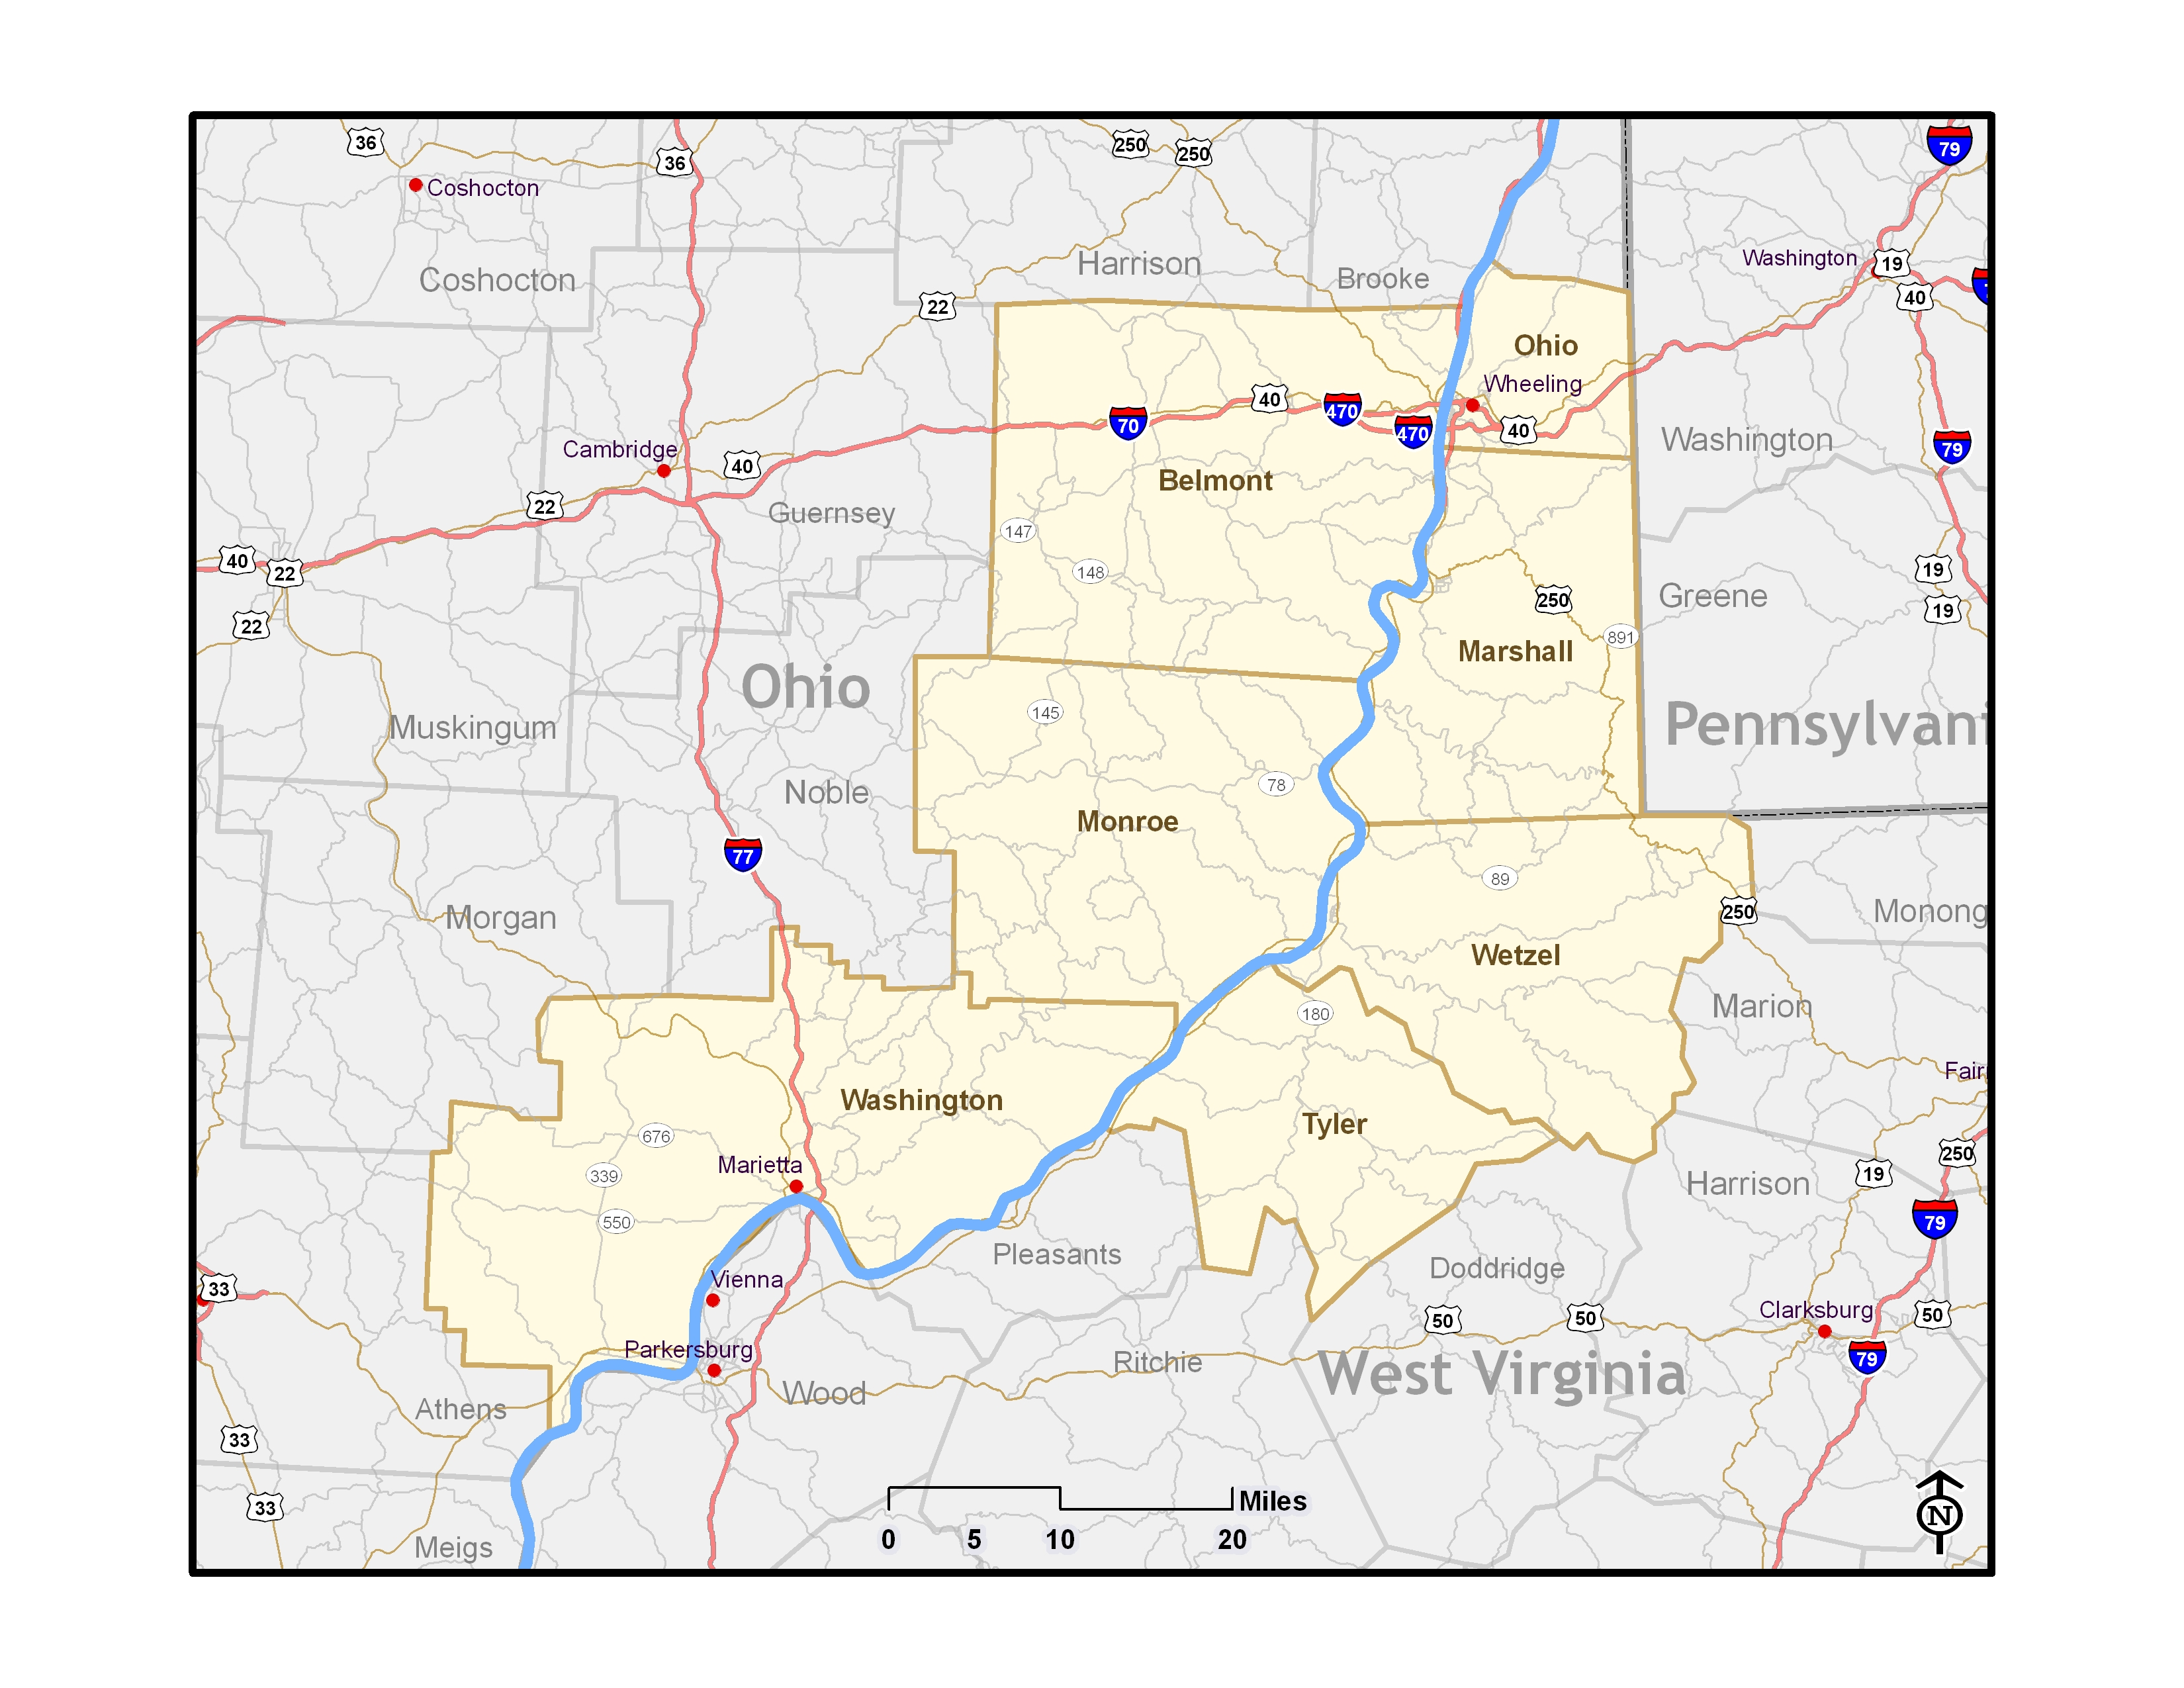 36
36
250
250
79
Coshocton
Washington
19
Harrison
Brooke
Coshocton
40
22
Ohio
Wheeling
40
470
70
470
40
Washington
79
Cambridge
40
Belmont
22
Guernsey
147
40
22
148
19
Greene
250
19
22
891
Marshall
Ohio
145
Pennsylvani
Muskingum
78
Noble
Monroe
77
89
250
Monong
Morgan
Wetzel
Marion
180
Fair
Washington
Tyler
676
250
Marietta
339
19
Harrison
550
79
Pleasants
Doddridge
Vienna
33
Clarksburg
50
50
50
Parkersburg
79
Ritchie
West Virginia
Wood
Athens
33
Miles
33
N
0 5 10 20
Meigs